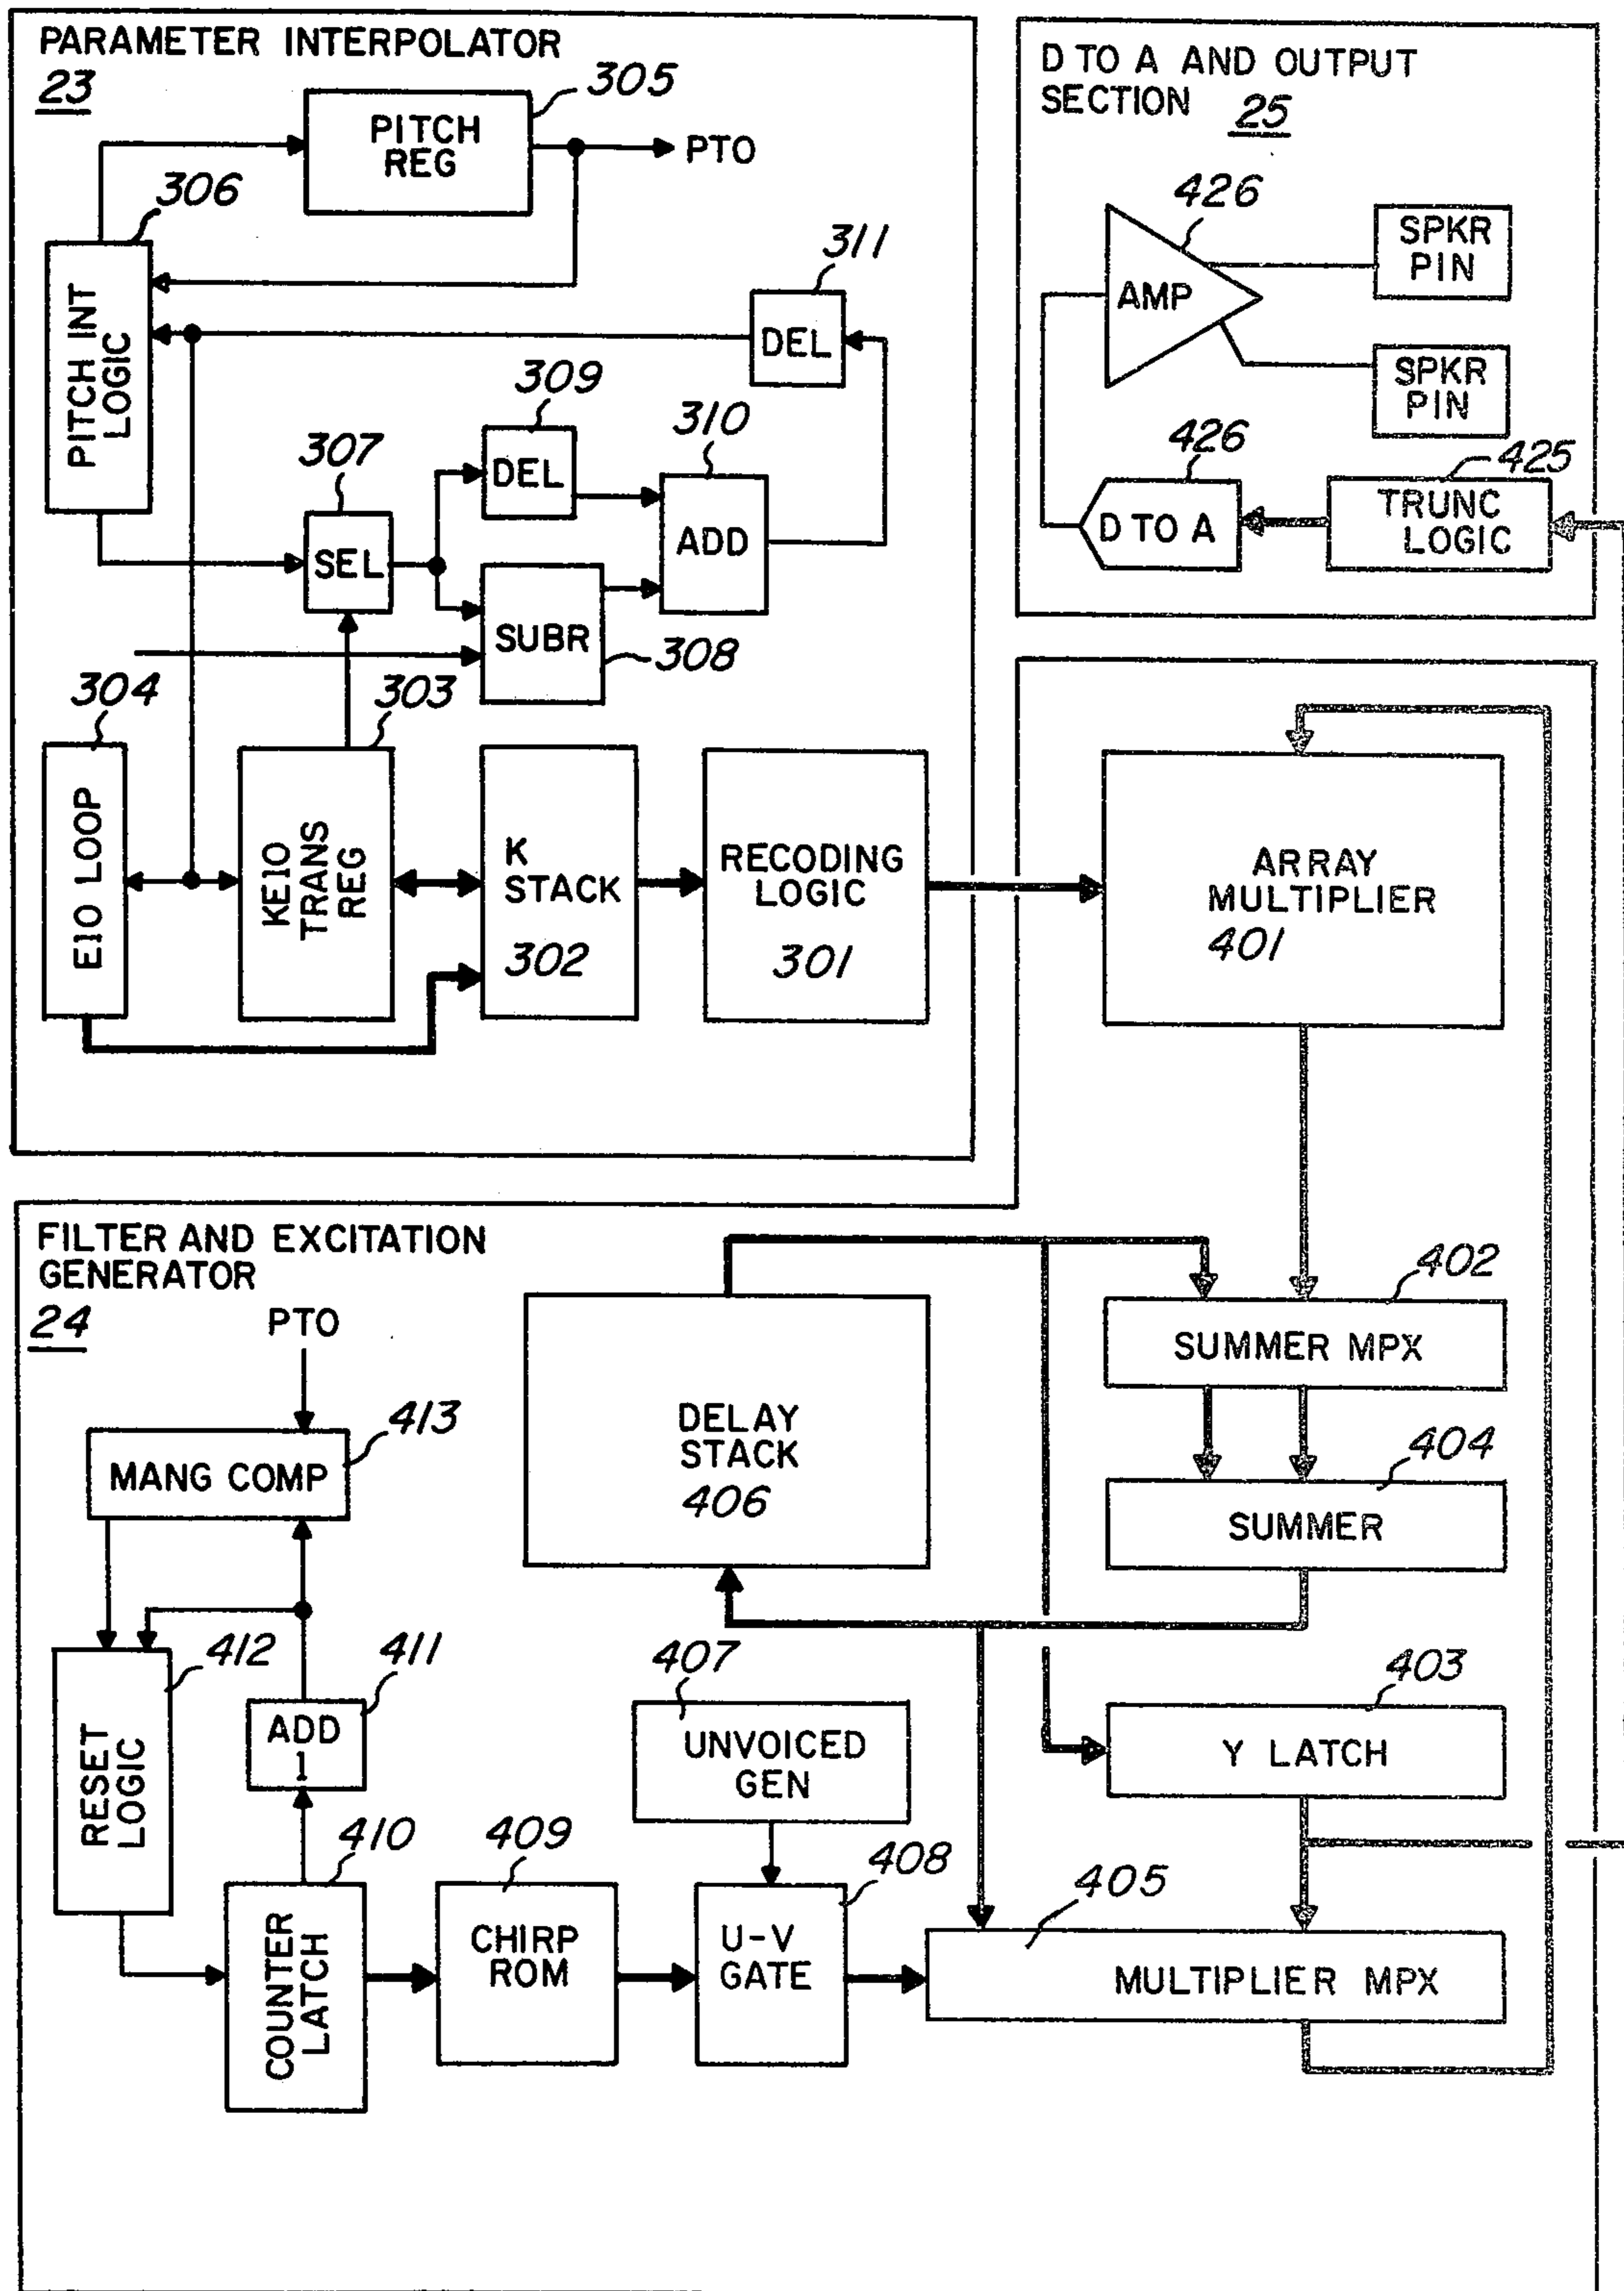 PARAMETER INTERPOLATOR
23
305
PITCH
REG
PTO
306
PITCH INT
LOGIC
311
DEL
309
DEL
310
ADD
307
SEL
SUBR
308
304
E10 LOOP
303
KE10
TRANS
REG
K
STACK
302
RECODING
LOGIC
301
D TO A AND OUTPUT
SECTION
25
426
AMP
SPKR
PIN
SPKR
PIN
426
D TO A
425
TRUNC
LOGIC
ARRAY
MULTIPLIER
401
FILTER AND EXCITATION
GENERATOR
24
PTO
413
MANG COMP
DELAY
STACK
406
402
SUMMER MPX
404
SUMMER
412
RESET
LOGIC
411
ADD
1
407
UNVOICED
GEN
403
Y LATCH
410
COUNTER
LATCH
409
CHIRP
ROM
408
U-V
GATE
405
MULTIPLIER MPX